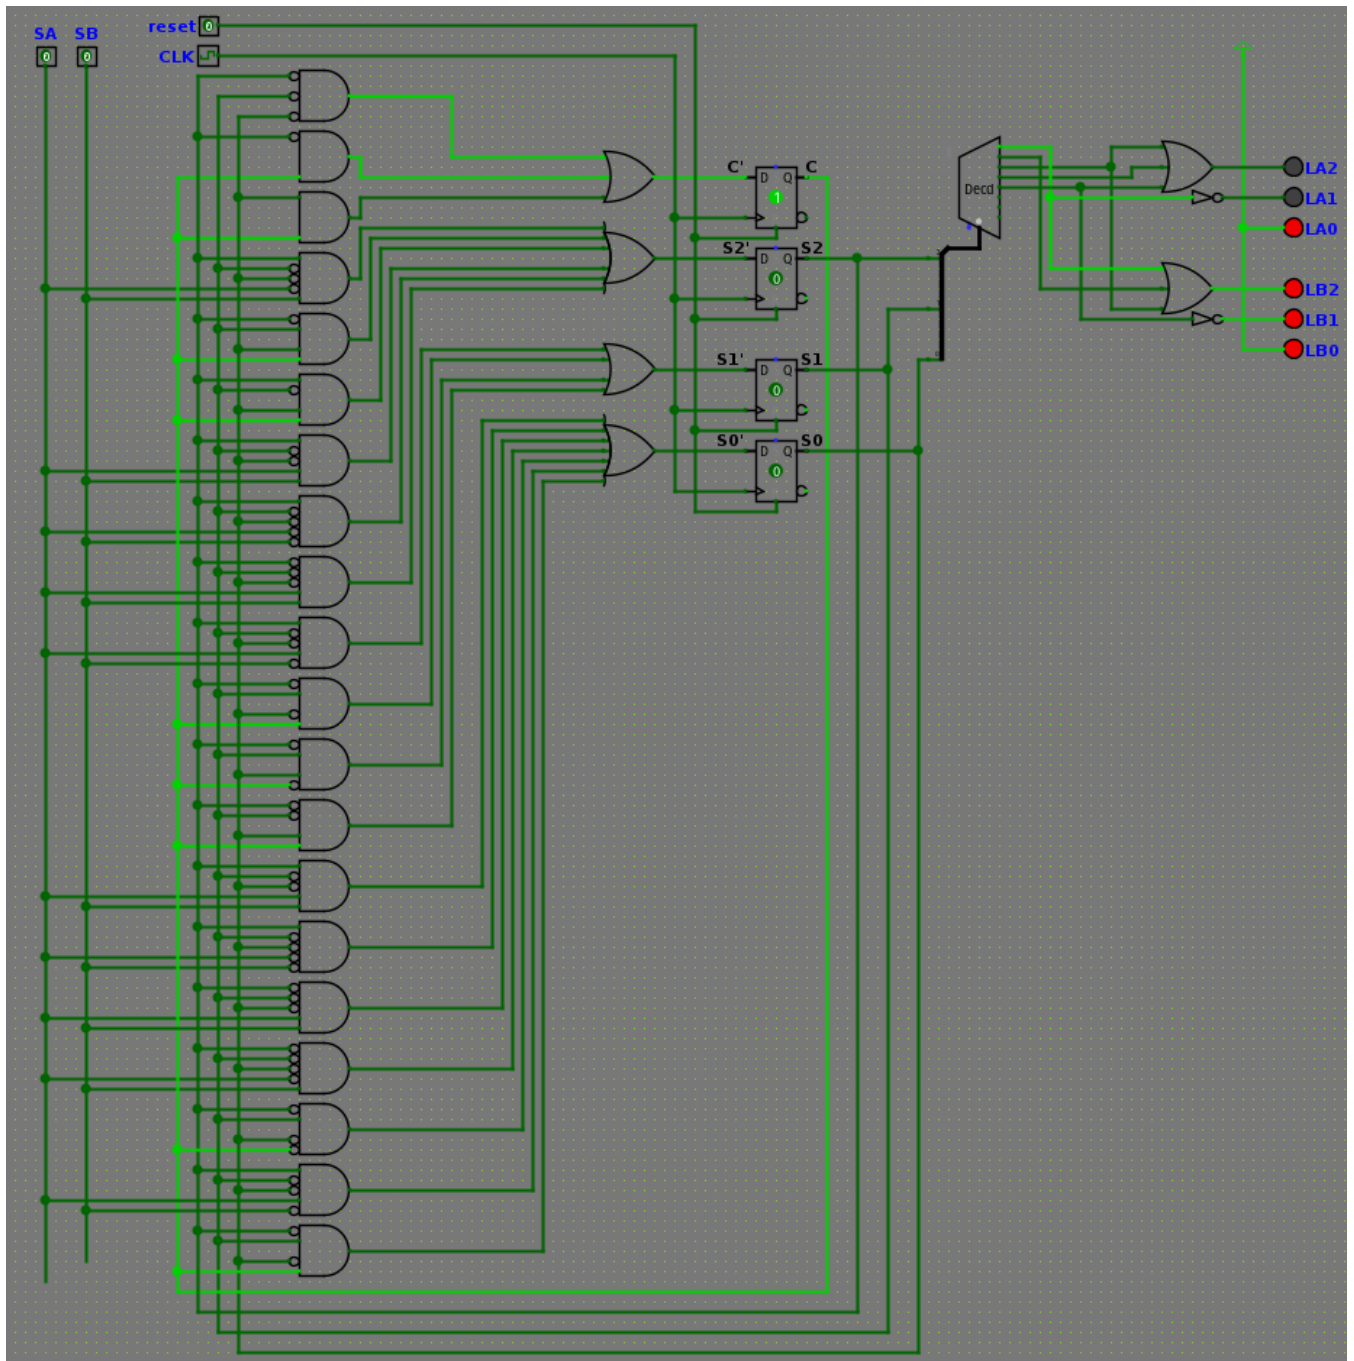 reset
0
SA SB
0 0
CLK
C' C
D Q
1
S2' S2
D Q
0
S1' S1
D Q
0
S0' S0
D Q
0
Decd
LA2
LA1
LA0
LB2
LB1
LB0